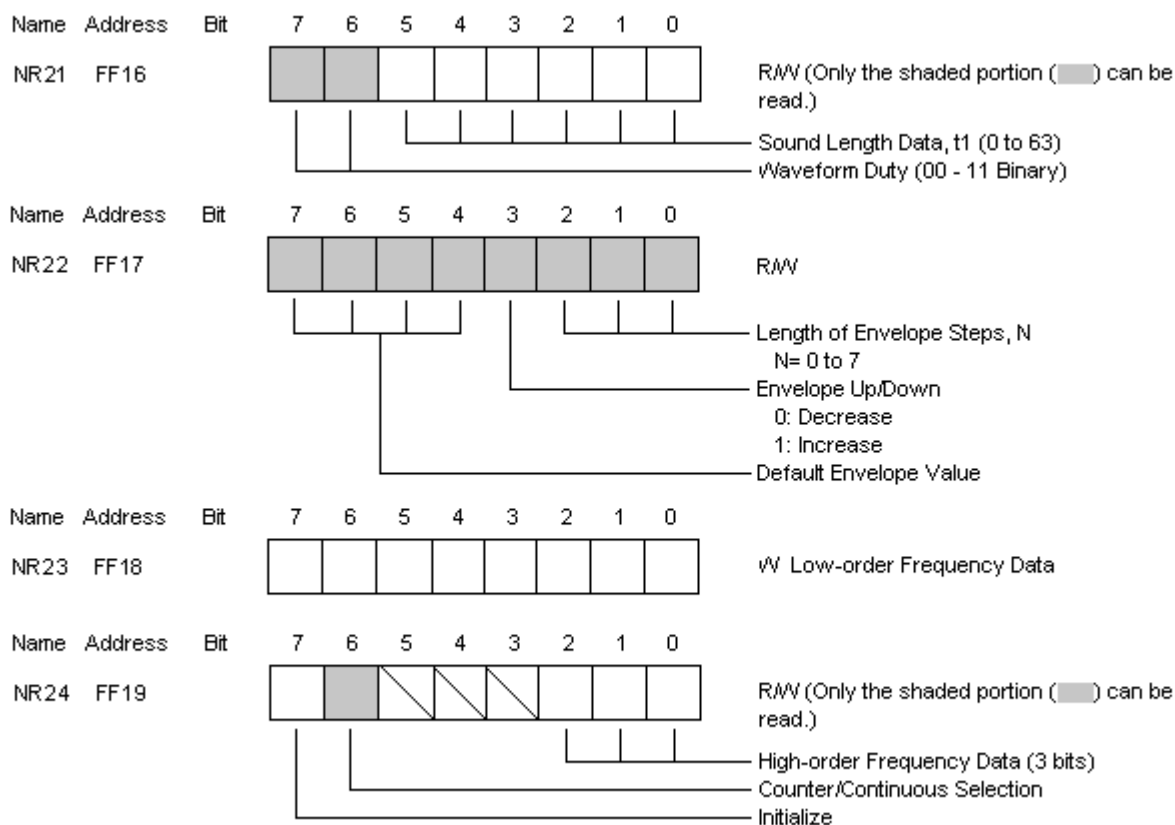 Name Address Bit 7 6 5 4 3 2 1 0
NR21 FF16 R/W (Only the shaded portion ( ) can be
read.)
Sound Length Data, t1 (0 to 63)
Waveform Duty (00 - 11 Binary)
Name Address Bit 7 6 5 4 3 2 1 0
NR22 FF17 R/W
Length of Envelope Steps, N
N= 0 to 7
Envelope Up/Down
0: Decrease
1: Increase
Default Envelope Value
Name Address Bit 7 6 5 4 3 2 1 0
NR23 FF18 W Low-order Frequency Data
Name Address Bit 7 6 5 4 3 2 1 0
NR24 FF19 R/W (Only the shaded portion ( ) can be
read.)
High-order Frequency Data (3 bits)
Counter/Continuous Selection
Initialize